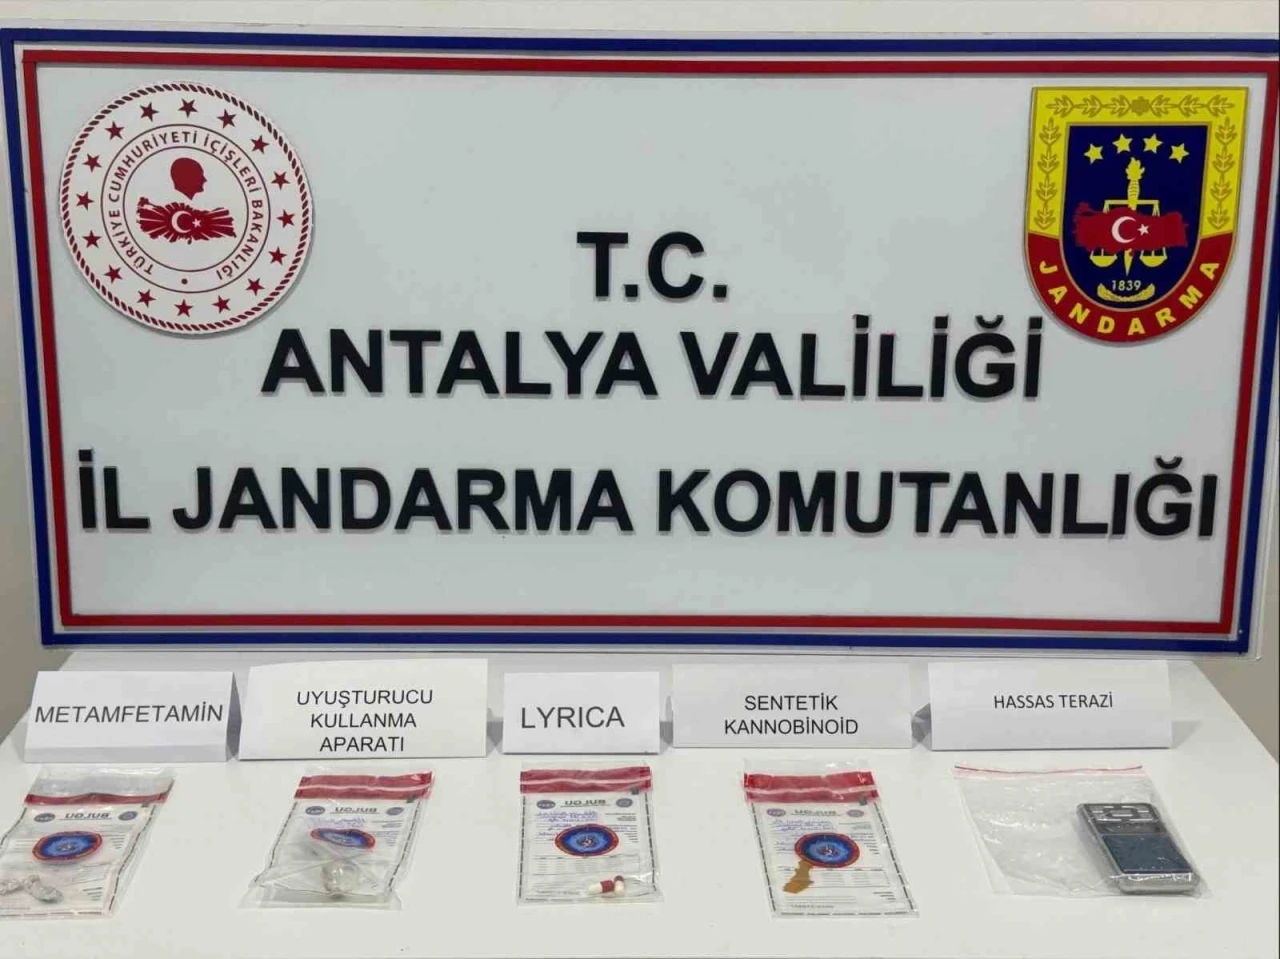 TÜRKİYE CUMHURİYETİ İÇİŞLERİ BAKANLIĞI
1839
JANDARMA
T.C.
ANTALYA VALİLİĞİ
İL JANDARMA KOMUTANLIĞI
METAMFETAMİN
UYUŞTURUCU
KULLANMA
APARATI
LYRICA
SENTETİK
KANNOBİNOİD
HASSAS TERAZİ